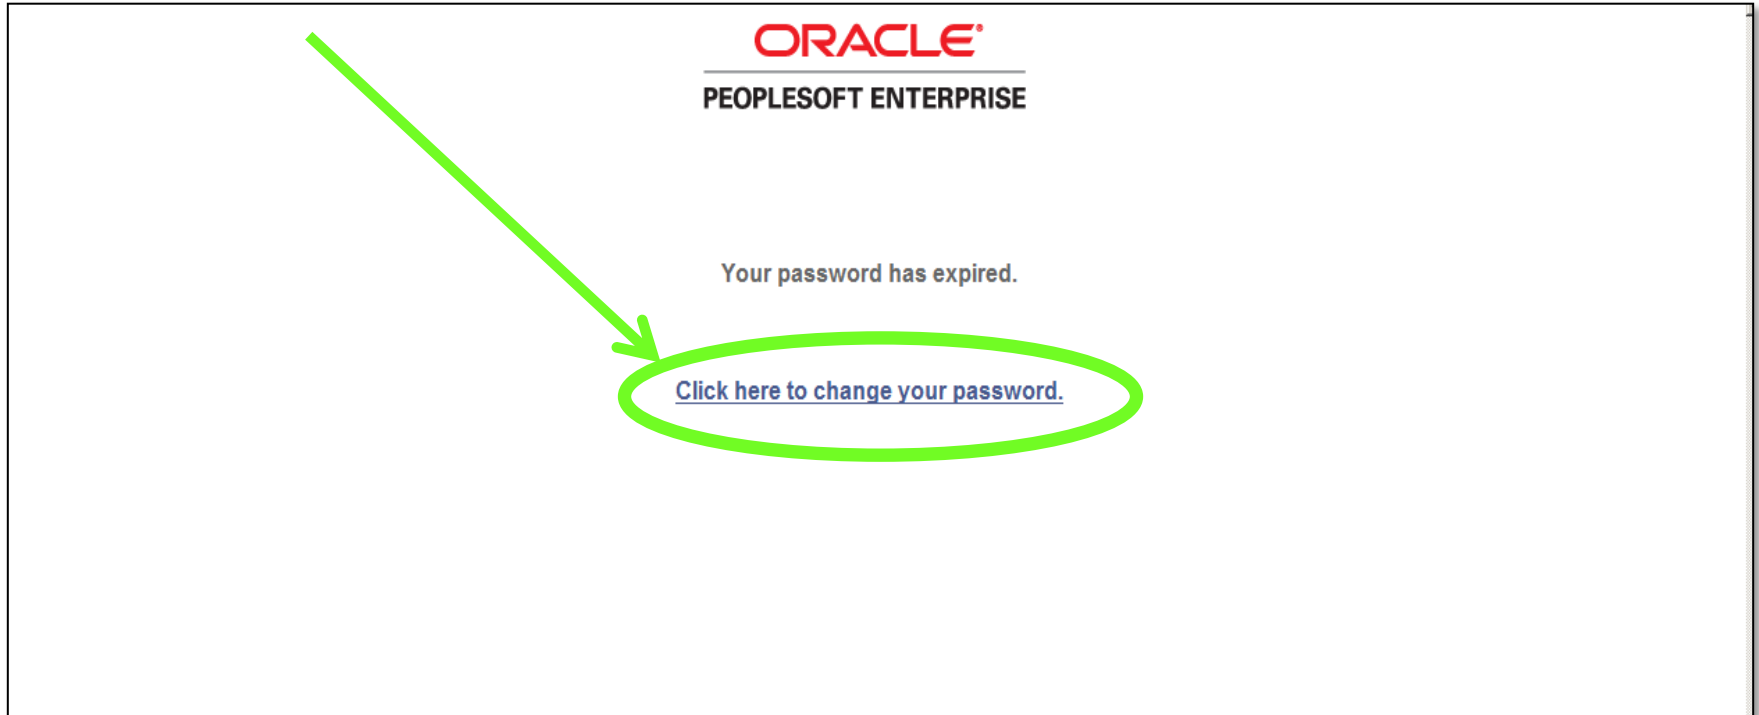 ORACLE®
PEOPLESOFT ENTERPRISE
Your password has expired.
Click here to change your password.